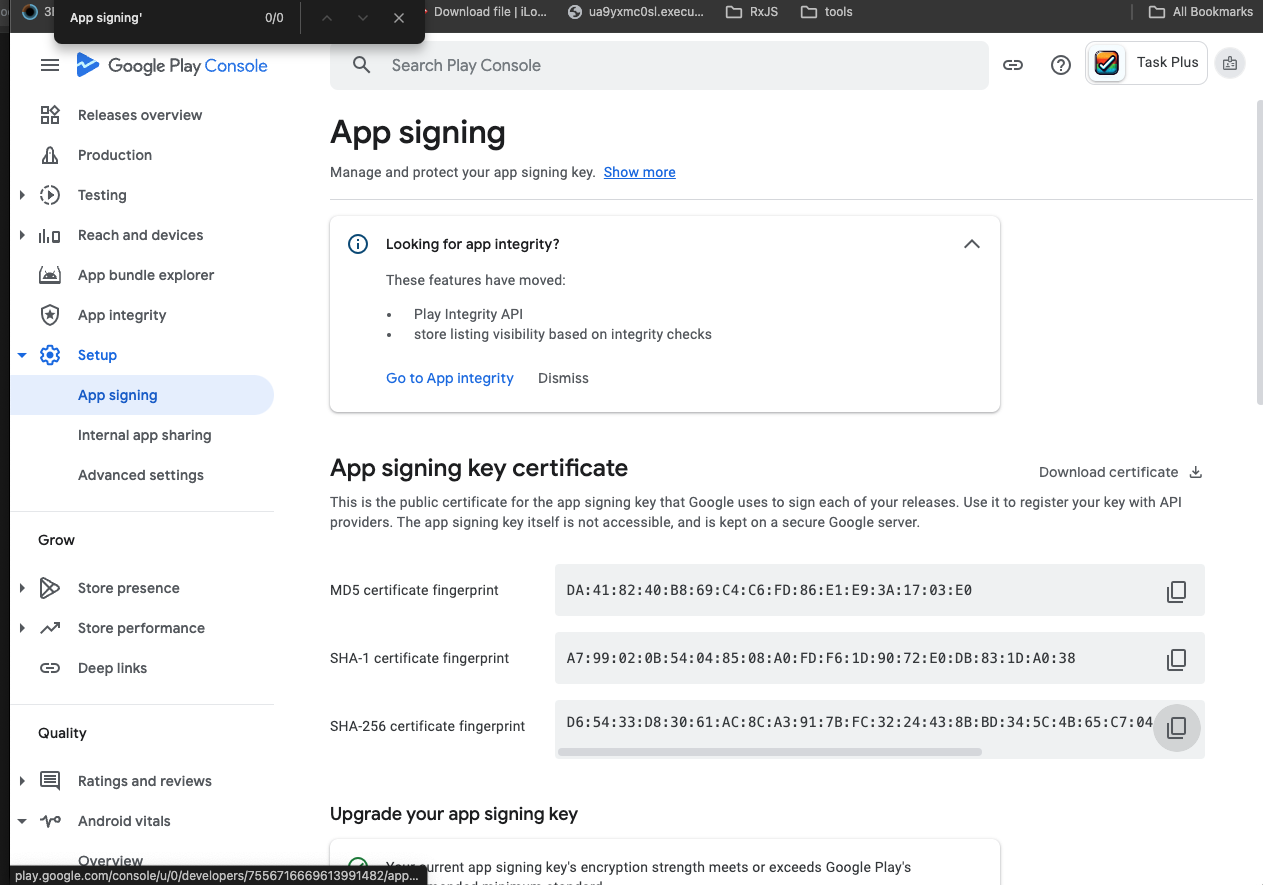 App signing'
0/0
Download file | iLo...
ua9yxmc0sl.execu...
RxJS
tools
All Bookmarks
Google Play Console
Search Play Console
Task Plus
Releases overview
Production
Testing
Reach and devices
App bundle explorer
App integrity
Setup
App signing
Internal app sharing
Advanced settings
Grow
Store presence
Store performance
Deep links
Quality
Ratings and reviews
Android vitals
Overview
play.google.com/console/u/0/developers/7556716669613991482/app...
App signing
Manage and protect your app signing key. Show more
Looking for app integrity?
These features have moved:
• Play Integrity API
• store listing visibility based on integrity checks
Go to App integrity
Dismiss
App signing key certificate
Download certificate
This is the public certificate for the app signing key that Google uses to sign each of your releases. Use it to register your key with API
providers. The app signing key itself is not accessible, and is kept on a secure Google server.
MD5 certificate fingerprint
DA:41:82:40:B8:69:C4:C6:FD:86:E1:E9:3A:17:03:E0
SHA-1 certificate fingerprint
A7:99:02:0B:54:04:85:08:A0:FD:F6:1D:90:72:E0:DB:83:1D:A0:38
SHA-256 certificate fingerprint
D6:54:33:D8:30:61:AC:8C:A3:91:7B:FC:32:24:43:8B:BD:34:5C:4B:65:C7:04
Upgrade your app signing key
Your current app signing key's encryption strength meets or exceeds Google Play's
minimum standard